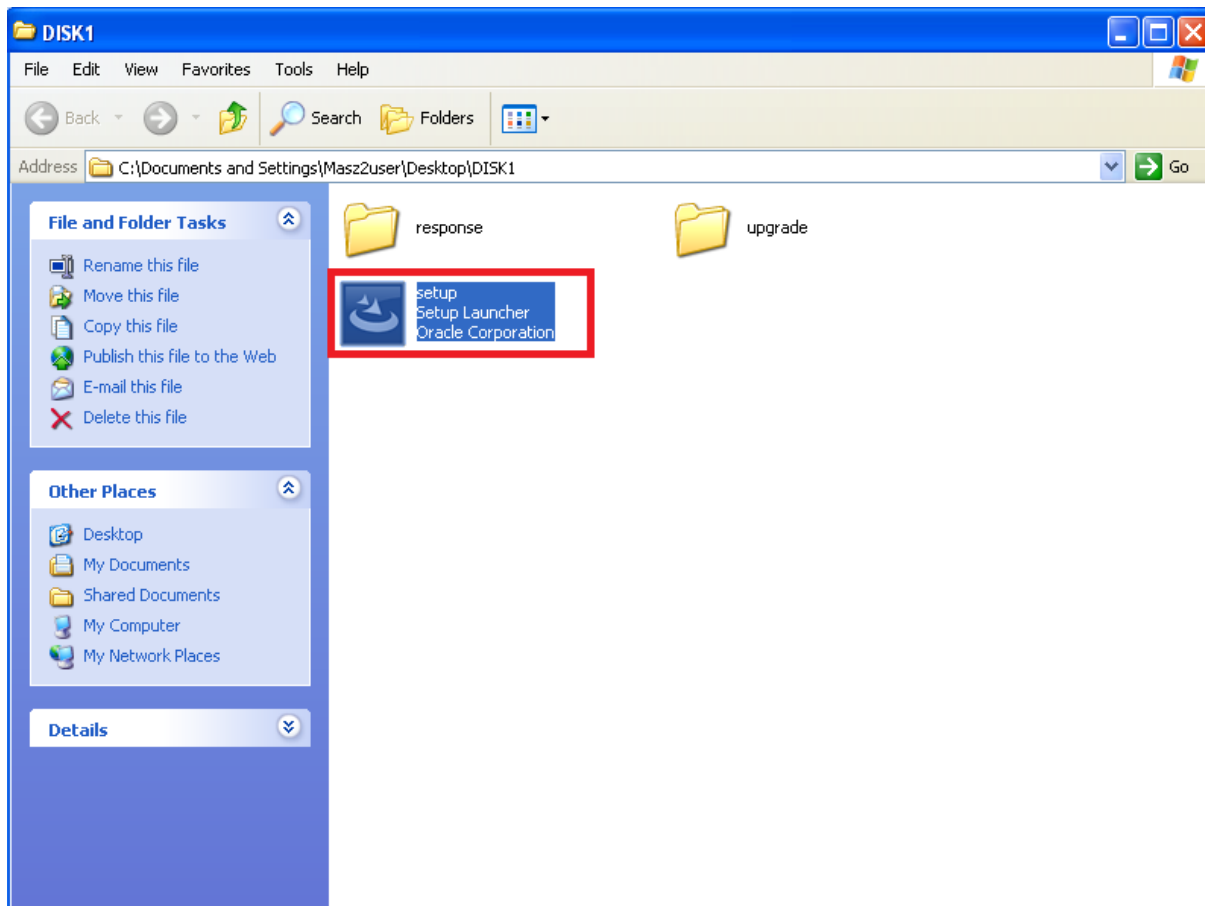 DISK1
File Edit View Favorites Tools Help
Back Search Folders
Address C:\Documents and Settings\Masz2user\Desktop\DISK1 Go
File and Folder Tasks
Rename this file
Move this file
Copy this file
Publish this file to the Web
E-mail this file
Delete this file
Other Places
Desktop
My Documents
Shared Documents
My Computer
My Network Places
Details
response
upgrade
setup
Setup Launcher
Oracle Corporation